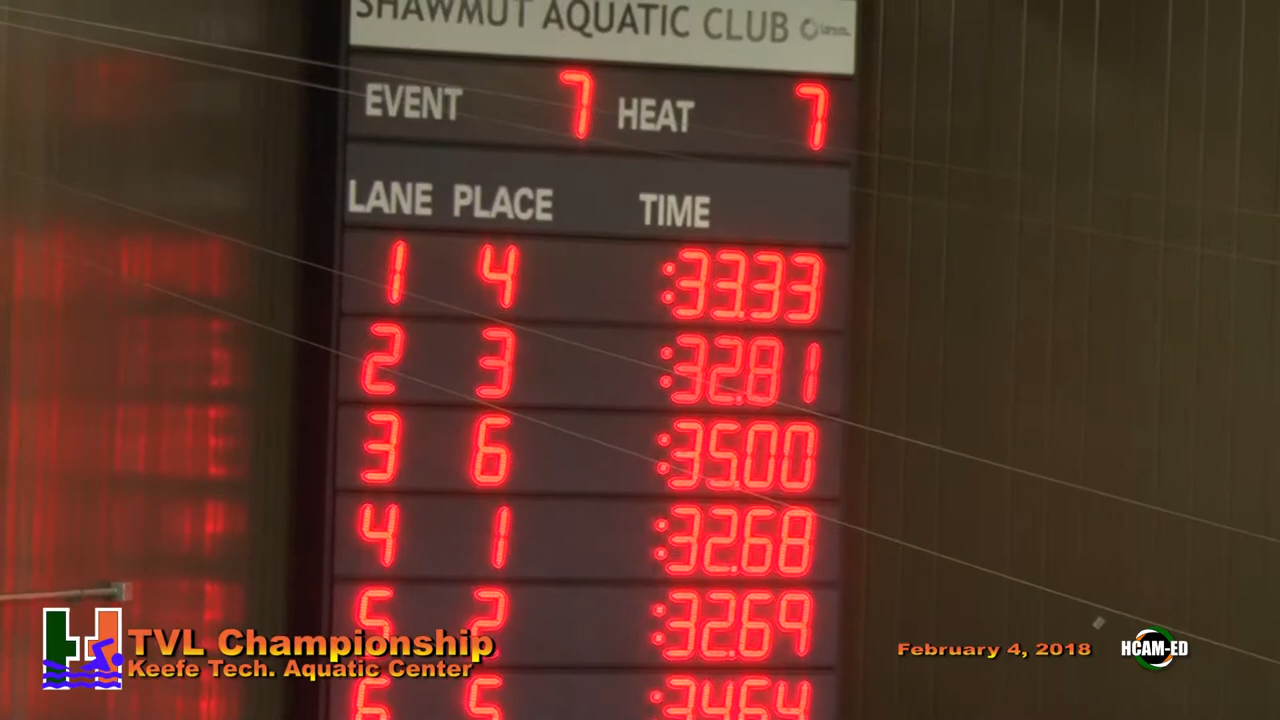 SHAWMUT AQUATIC CLUB
EVENT 7 HEAT 7
LANE PLACE TIME
1 4 :33.33
2 3 :32.81
3 6 :35.00
4 1 :32.68
5 2 :32.69
6 5 :34.64
TVL Championship
Keefe Tech. Aquatic Center
February 4, 2018
HCAM-ED